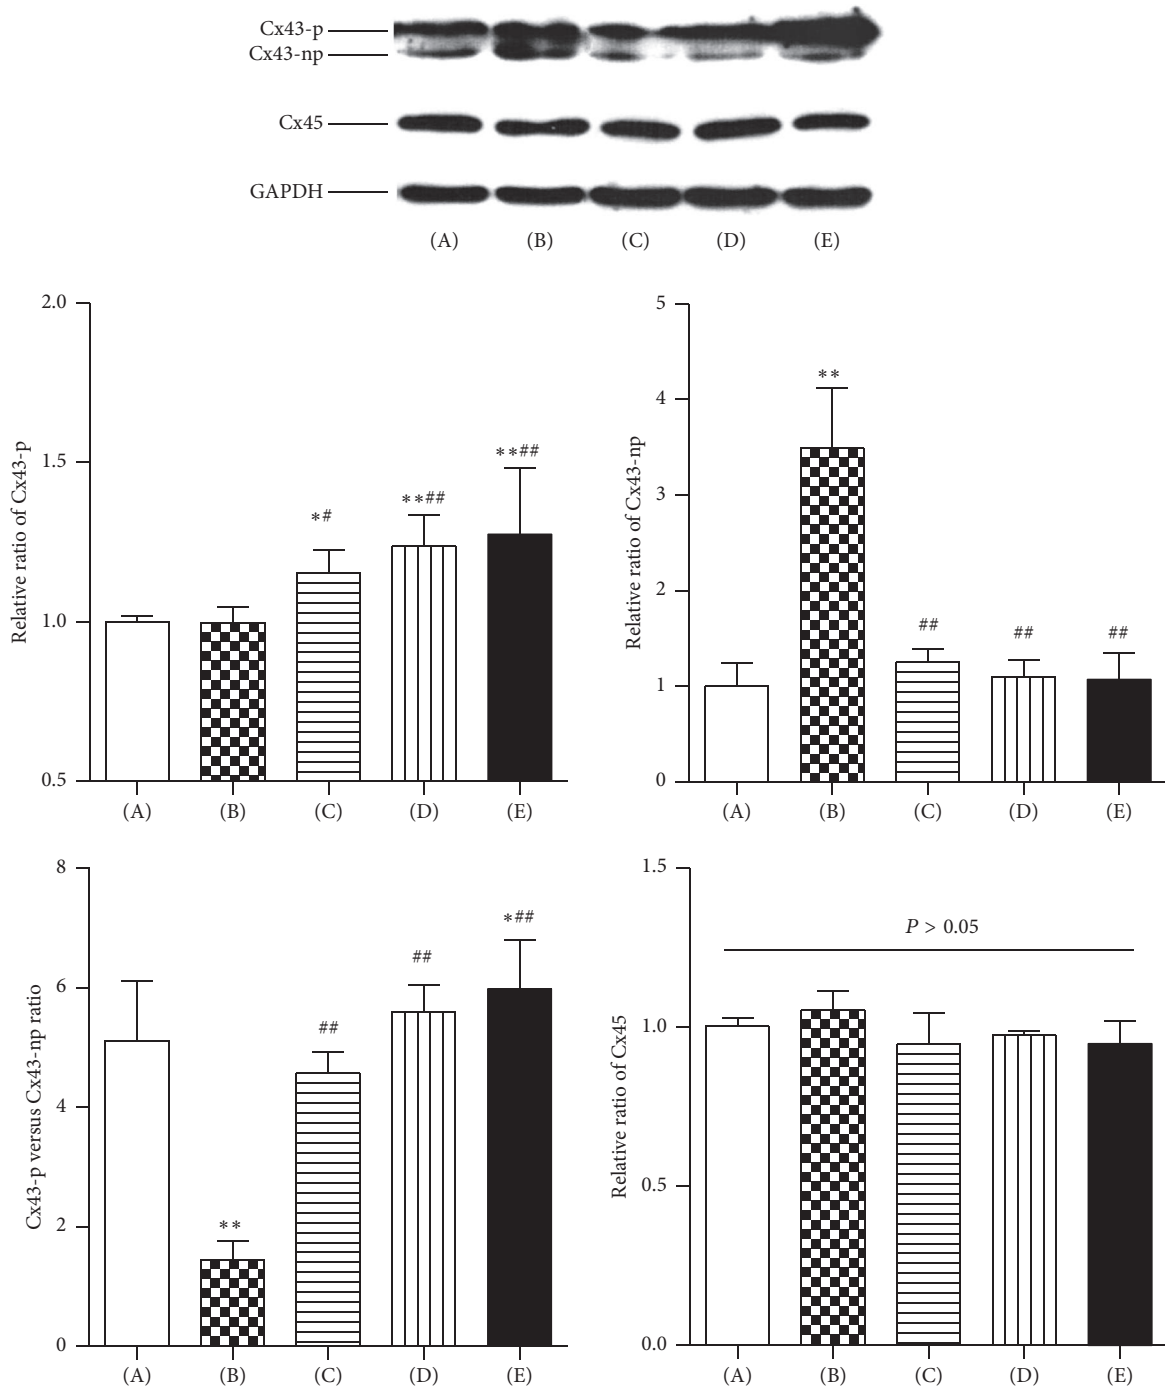 Cx43-p
Cx43-np
Cx45
GAPDH
(A) (B) (C) (D) (E)
Relative ratio of Cx43-p
2.0
1.5
1.0
0.5
*#
**##
**##
(A) (B) (C) (D) (E)
Relative ratio of Cx43-np
5
4
3
2
1
0
**
##
##
##
(A) (B) (C) (D) (E)
Cx43-p versus Cx43-np ratio
8
6
4
2
0
**
##
##
*##
(A) (B) (C) (D) (E)
Relative ratio of Cx45
1.5
1.0
0.5
0.0
P > 0.05
(A) (B) (C) (D) (E)